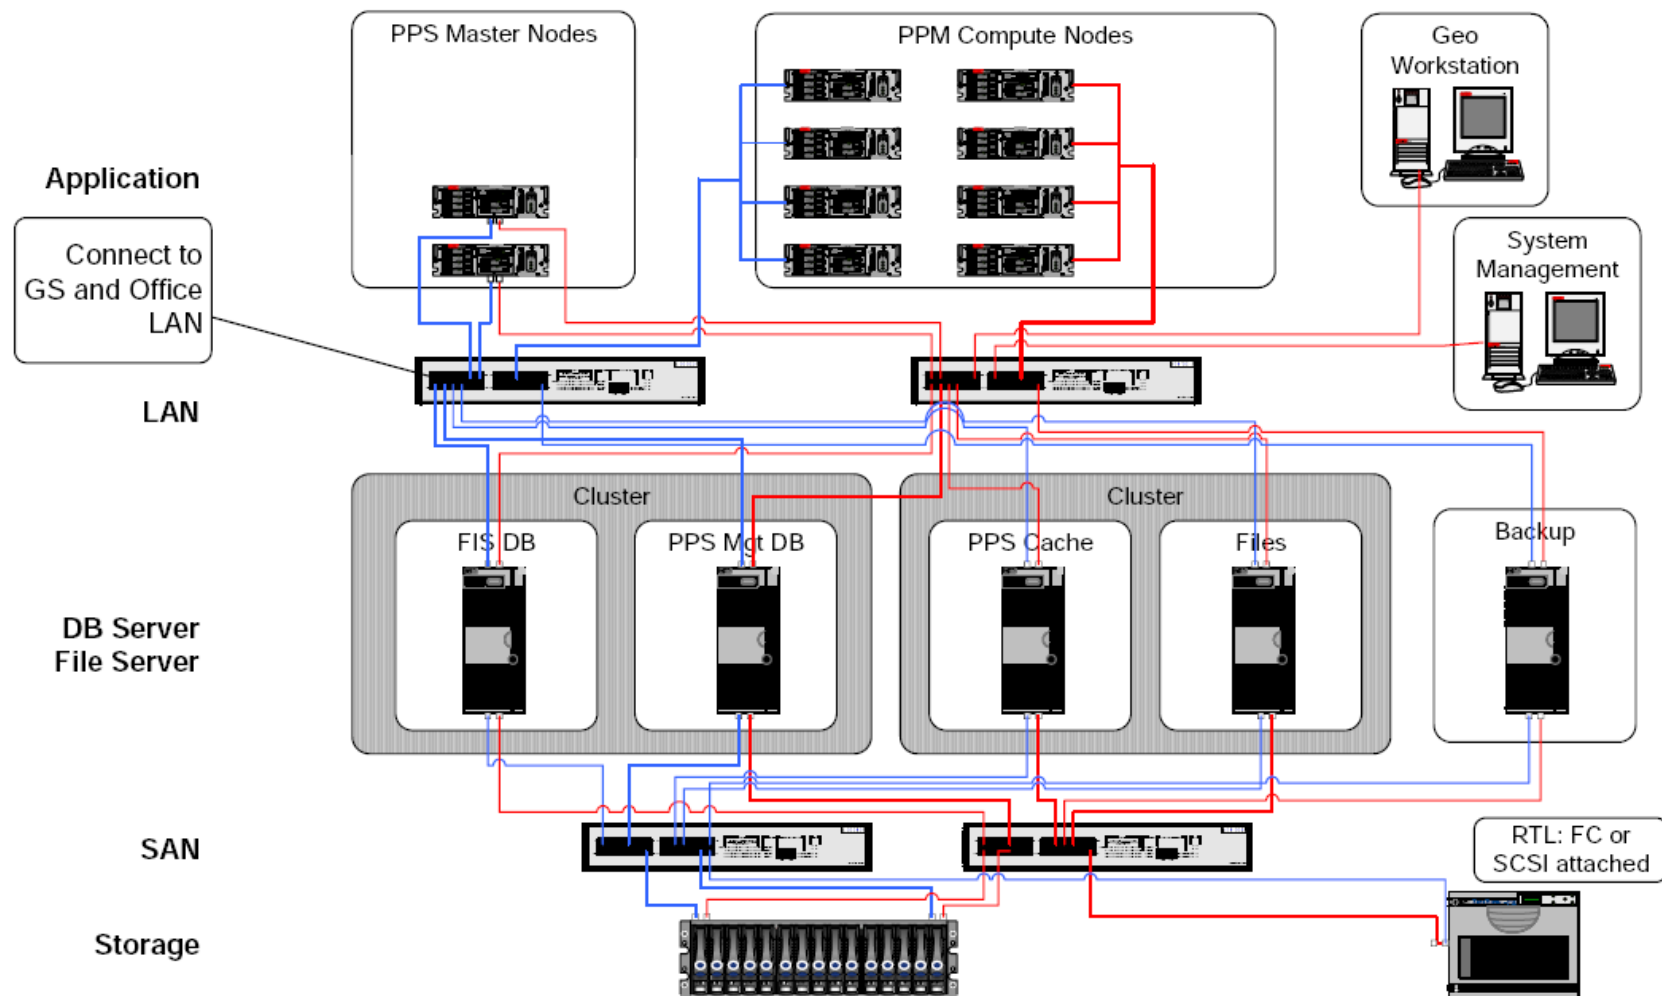 PPS Master Nodes
PPM Compute Nodes
Geo
Workstation
Application
Connect to
GS and Office
LAN
System
Management
LAN
Cluster
Cluster
FIS DB
PPS Mgt DB
PPS Cache
Files
Backup
DB Server
File Server
SAN
RTL: FC or
SCSI attached
Storage